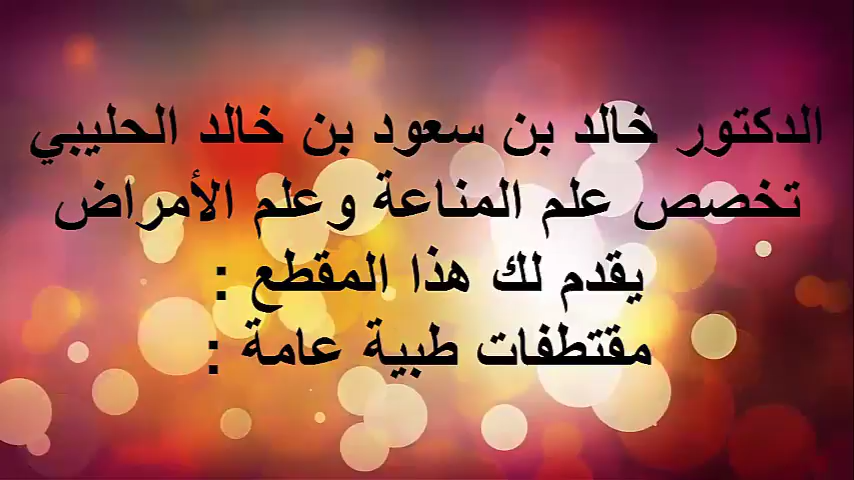 الدكتور خالد بن سعود بن خالد الحليبي
تخصص علم المناعة وعلم الأمراض
يقدم لك هذا المقطع :
مقتطفات طبية عامة :